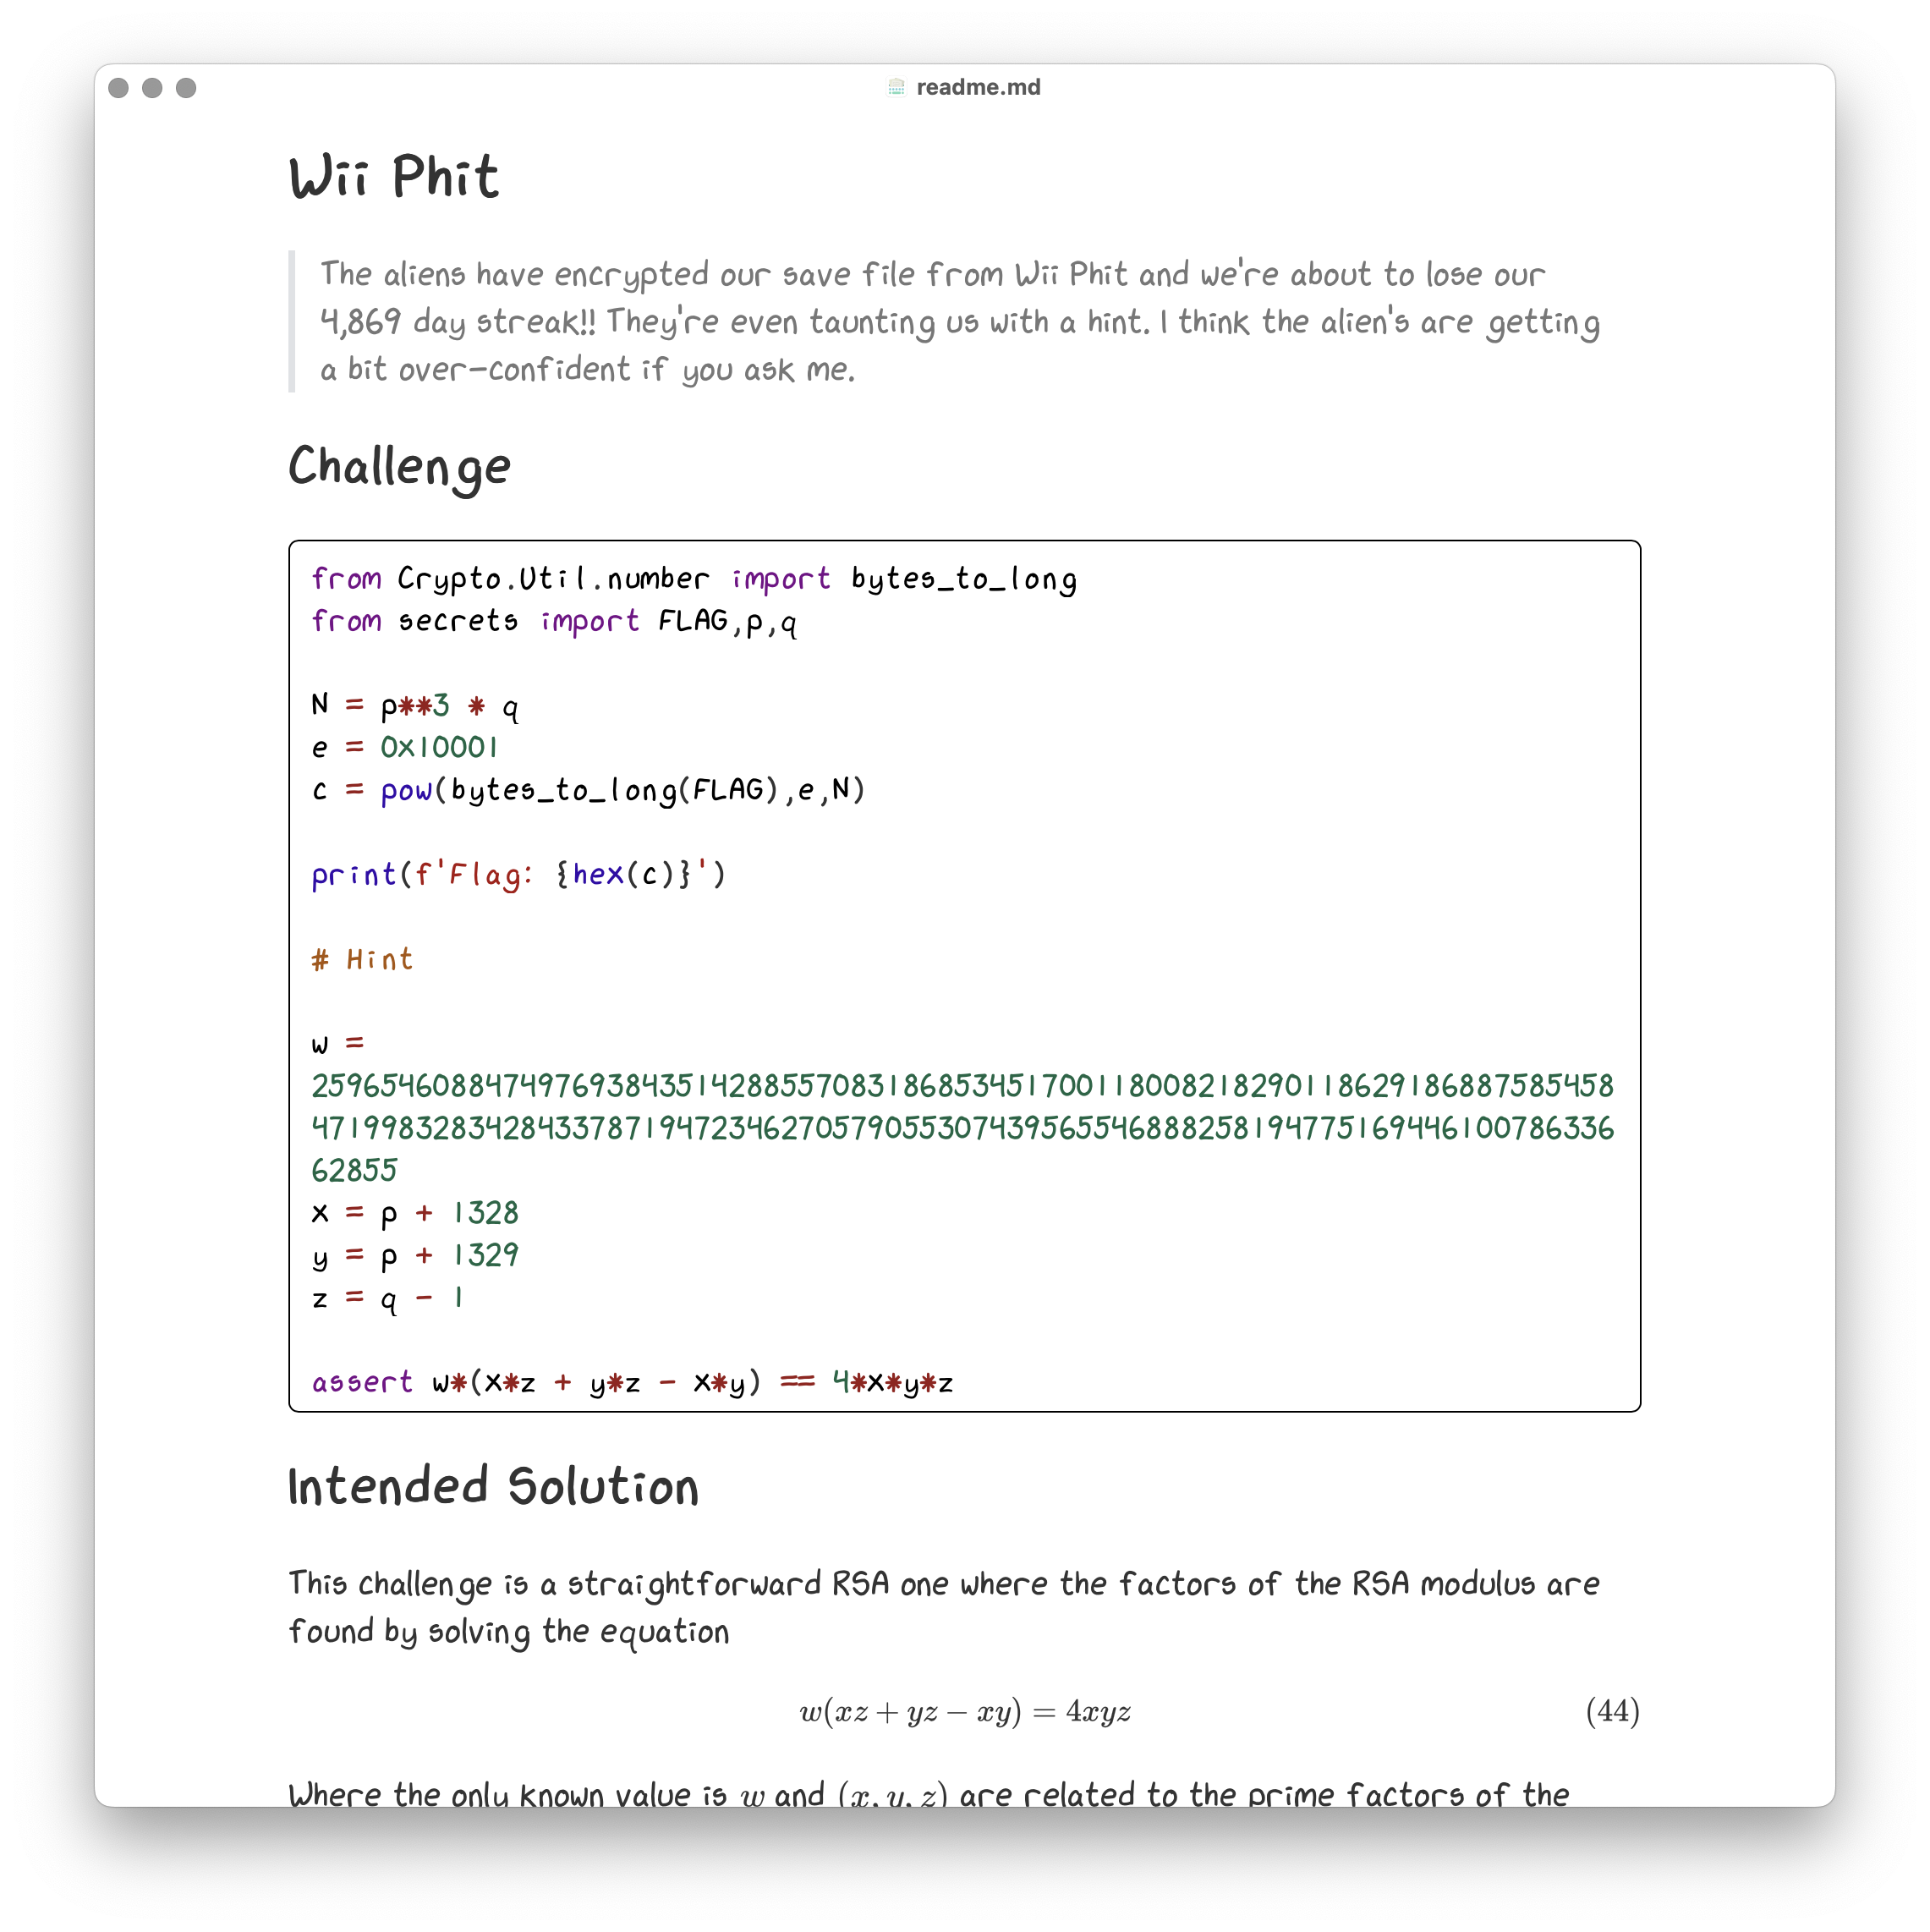 readme.md
Wii Phit
The aliens have encrypted our save file from Wii Phit and we're about to lose our
4,869 day streak!! They're even taunting us with a hint. I think the alien's are getting
a bit over-confident if you ask me.
Challenge
from Crypto.Util.number import bytes_to_long
from secrets import FLAG,p,q
N = p**3 * q
e = 0x10001
c = pow(bytes_to_long(FLAG),e,N)
print(f'Flag: {hex(c)}')
# Hint
w =
25965460884749769384351428855708318685345170011800821829011862918688758545847199832834284337871947234627057905530743956554688825819477516944610078633662855
x = p + 1328
y = p + 1329
z = q - 1
assert w*(x*z + y*z - x*y) == 4*x*y*z
Intended Solution
This challenge is a straightforward RSA one where the factors of the RSA modulus are
found by solving the equation
w(xz + yz − xy) = 4xyz (44)
Where the only known value is w and (x, y, z) are related to the prime factors of the